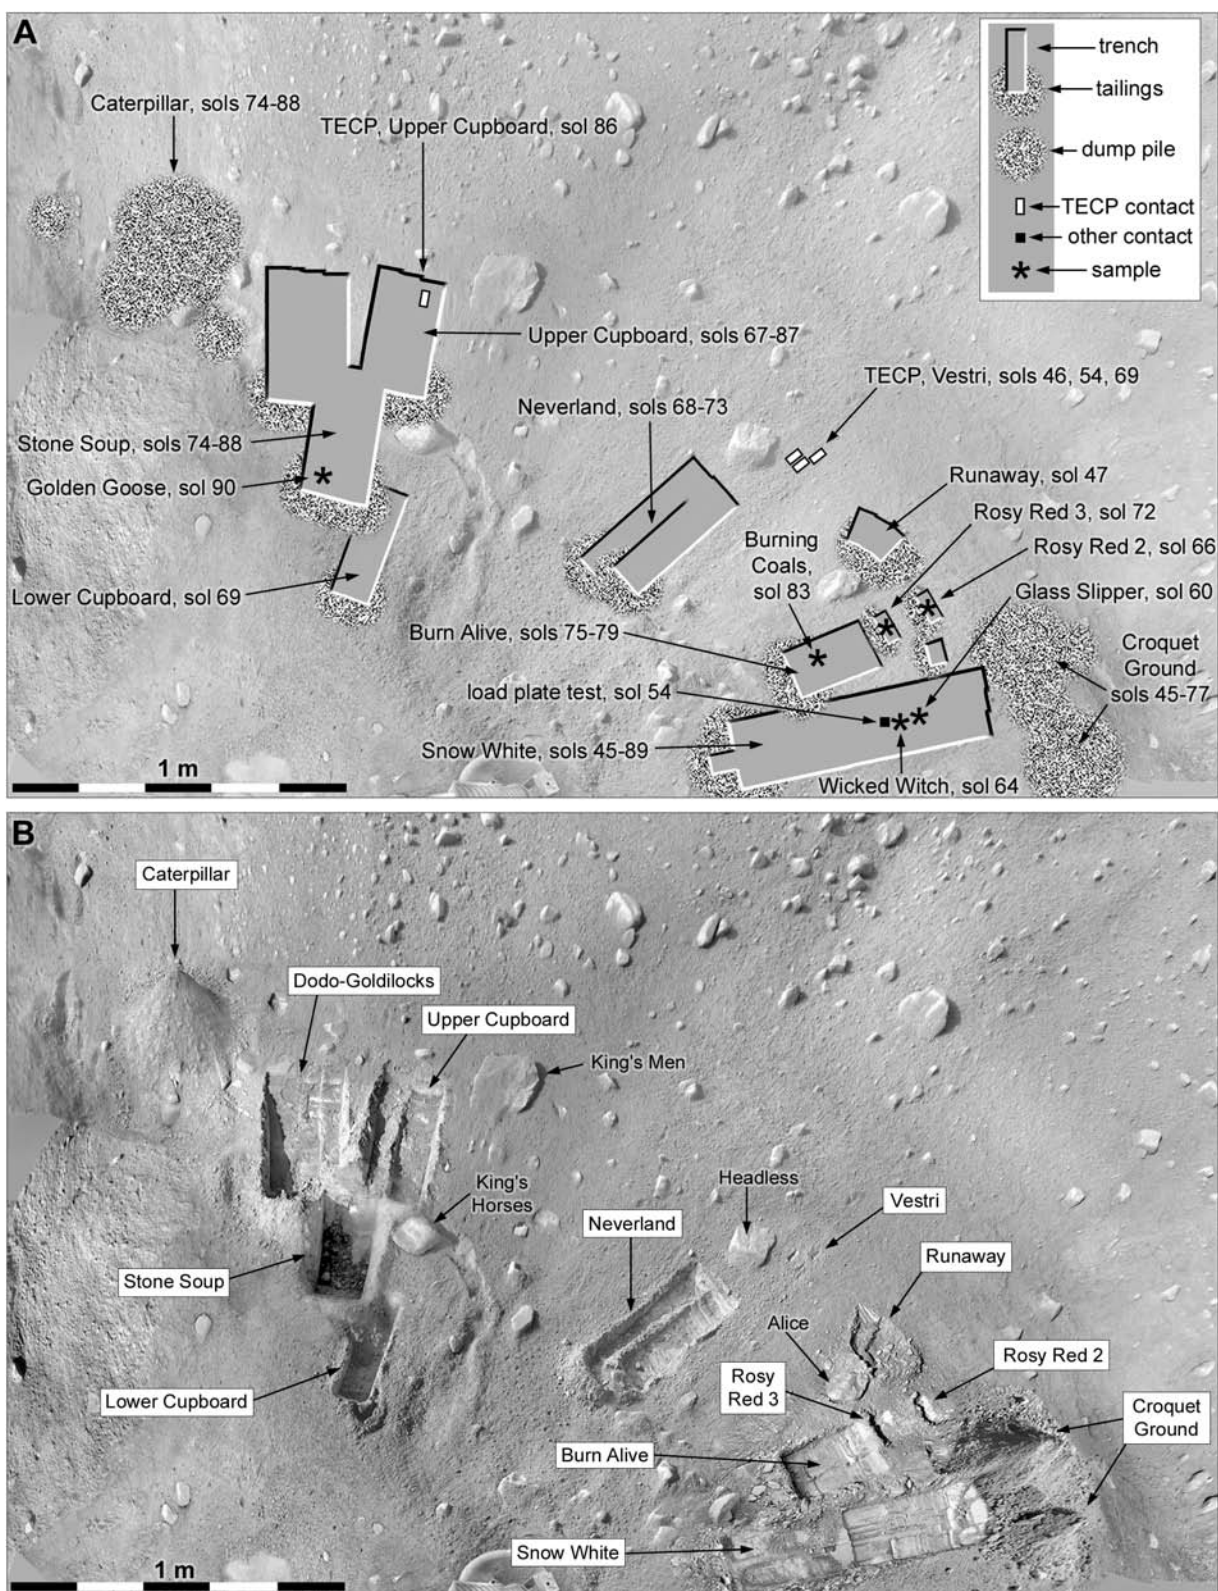 A
Caterpillar, sols 74-88
TECP, Upper Cupboard, sol 86
trench
tailings
dump pile
TECP contact
other contact
sample
Upper Cupboard, sols 67-87
TECP, Vestri, sols 46, 54, 69
Neverland, sols 68-73
Stone Soup, sols 74-88
Golden Goose, sol 90
Runaway, sol 47
Rosy Red 3, sol 72
Burning
Coals,
sol 83
Rosy Red 2, sol 66
Glass Slipper, sol 60
Lower Cupboard, sol 69
Burn Alive, sols 75-79
Croquet
Ground
sols 45-77
load plate test, sol 54
Snow White, sols 45-89
Wicked Witch, sol 64
1 m
B
Caterpillar
Dodo-Goldilocks
Upper Cupboard
King's Men
King's
Horses
Headless
Vestri
Neverland
Runaway
Stone Soup
Alice
Rosy Red 2
Rosy
Red 3
Lower Cupboard
Croquet
Ground
Burn Alive
Snow White
1 m